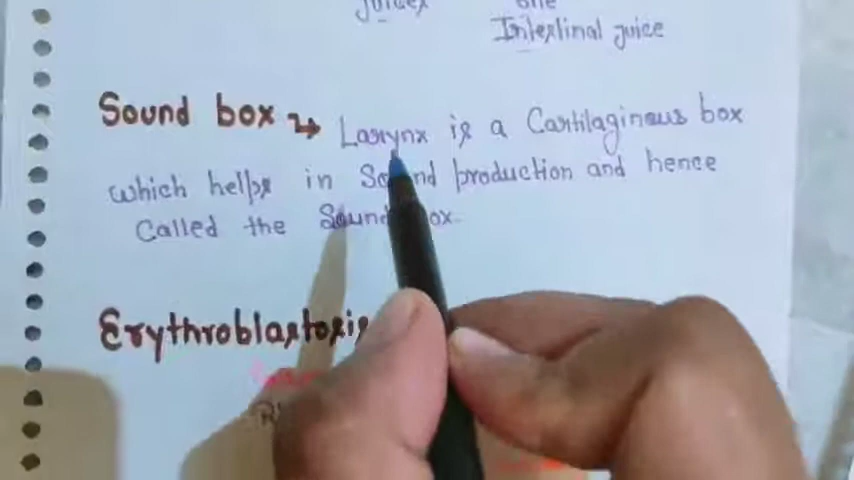 Juices
Intestinal juice
Sound box → Larynx is a Cartilaginous box
which helps in Sound production and hence
Called the Sound box.
Erythroblastosis